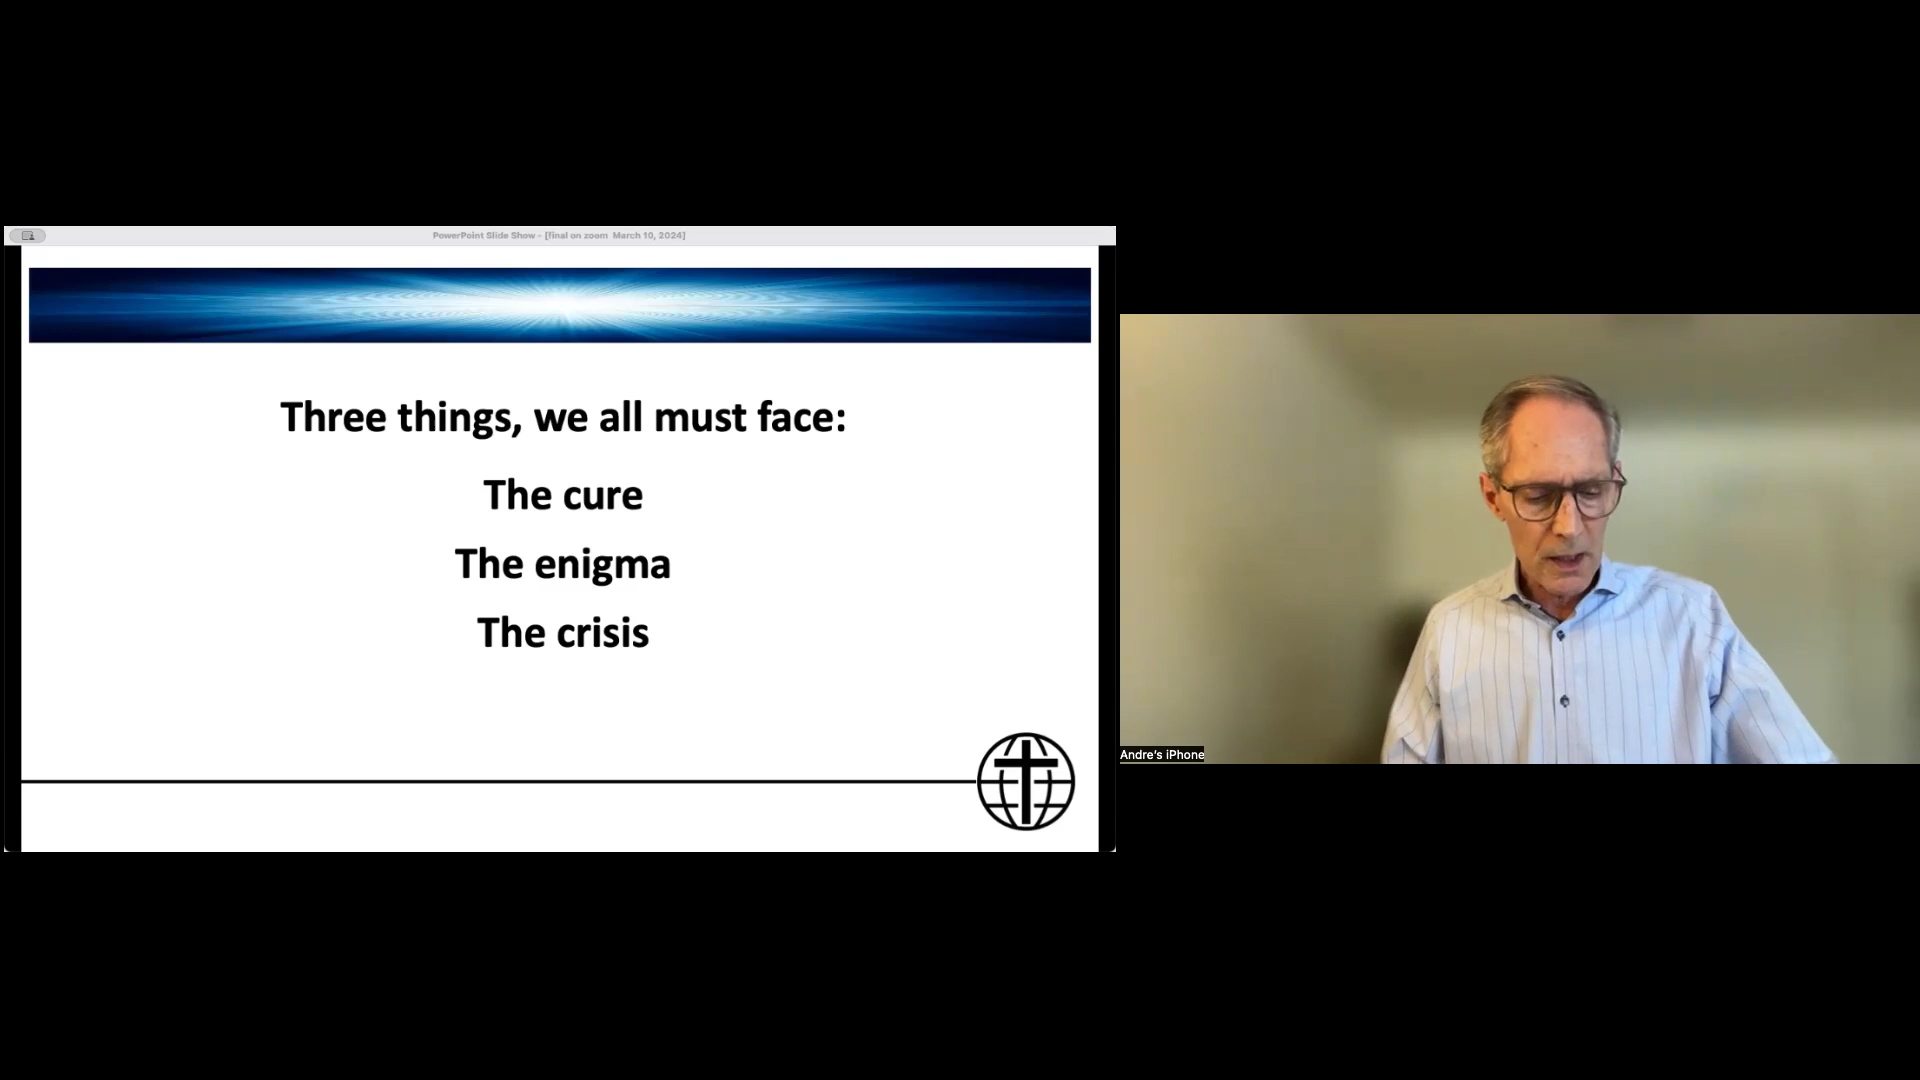 PowerPoint Slide Show - [final on zoom March 10, 2024]
Three things, we all must face:
The cure
The enigma
The crisis
Andre's iPhone